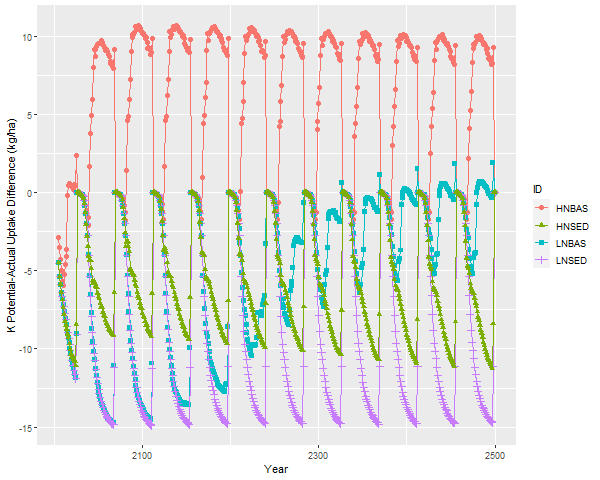 K Potential-Actual Uptake Difference (kg/ha)
10
5
0
-5
-10
-15
2100
2300
2500
Year
ID
HNBAS
HNSED
LNBAS
LNSED